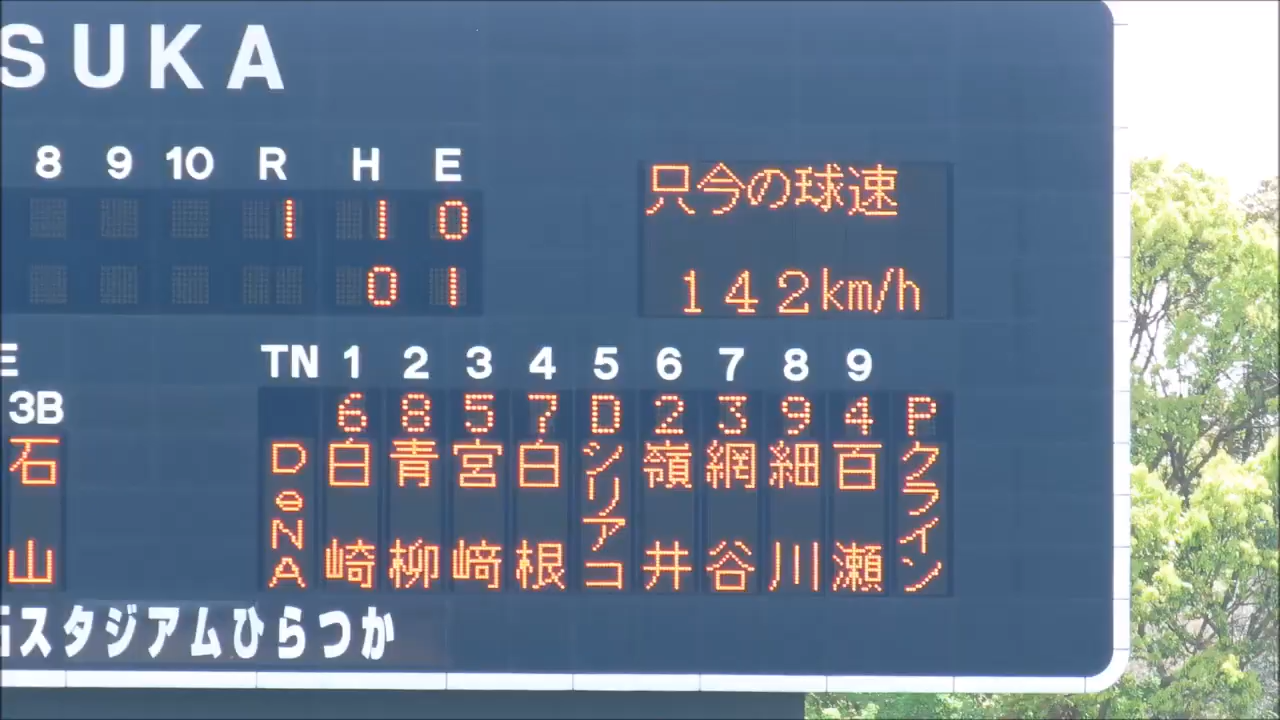 SUKA
8 9 10 R H E
1 1 0
0 1
只今の球速
142km/h
E
3B
石山
TN 1 2 3 4 5 6 7 8 9
6 8 5 7 D 2 3 9 4 P
DeNA 白崎 青柳 宮﨑 白根 シリアコ 嶺井 網谷 細川 百瀬 クライン
石スタジアムひらつか